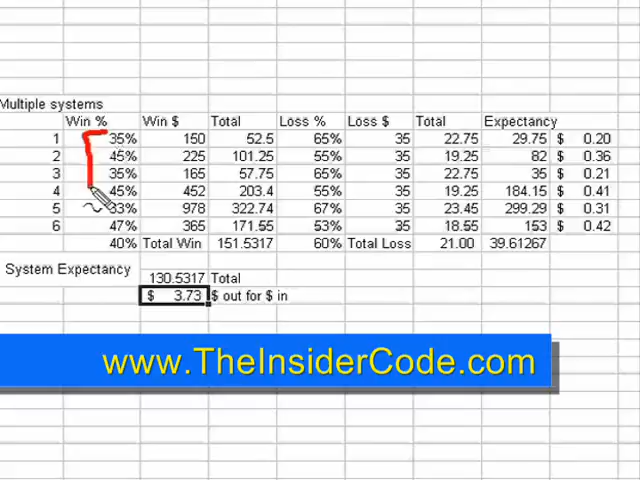 Multiple systems
Win % Win $ Total Loss % Loss $ Total Expectancy
1 35% 150 52.5 65% 35 22.75 29.75 $ 0.20
2 45% 225 101.25 55% 35 19.25 82 $ 0.36
3 35% 165 57.75 65% 35 22.75 35 $ 0.21
4 45% 452 203.4 55% 35 19.25 184.15 $ 0.41
5 33% 978 322.74 67% 35 23.45 299.29 $ 0.31
6 47% 365 171.55 53% 35 18.55 153 $ 0.42
40% Total Win 151.5317 60% Total Loss 21.00 39.61267
System Expectancy
130.5317 Total
$ 3.73 $ out for $ in
www.TheInsiderCode.com